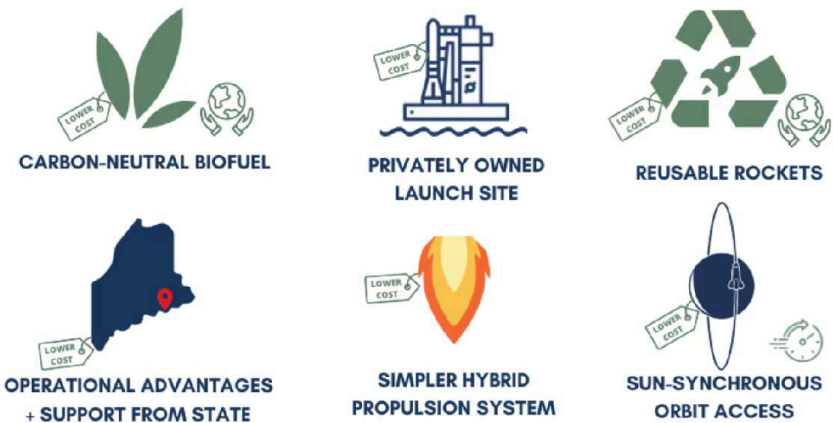 LOWER
COST
CARBON-NEUTRAL BIOFUEL
LOWER
COST
PRIVATELY OWNED
LAUNCH SITE
LOWER
COST
REUSABLE ROCKETS
LOWER
COST
OPERATIONAL ADVANTAGES
+ SUPPORT FROM STATE
LOWER
COST
SIMPLER HYBRID
PROPULSION SYSTEM
LOWER
COST
SUN-SYNCHRONOUS
ORBIT ACCESS